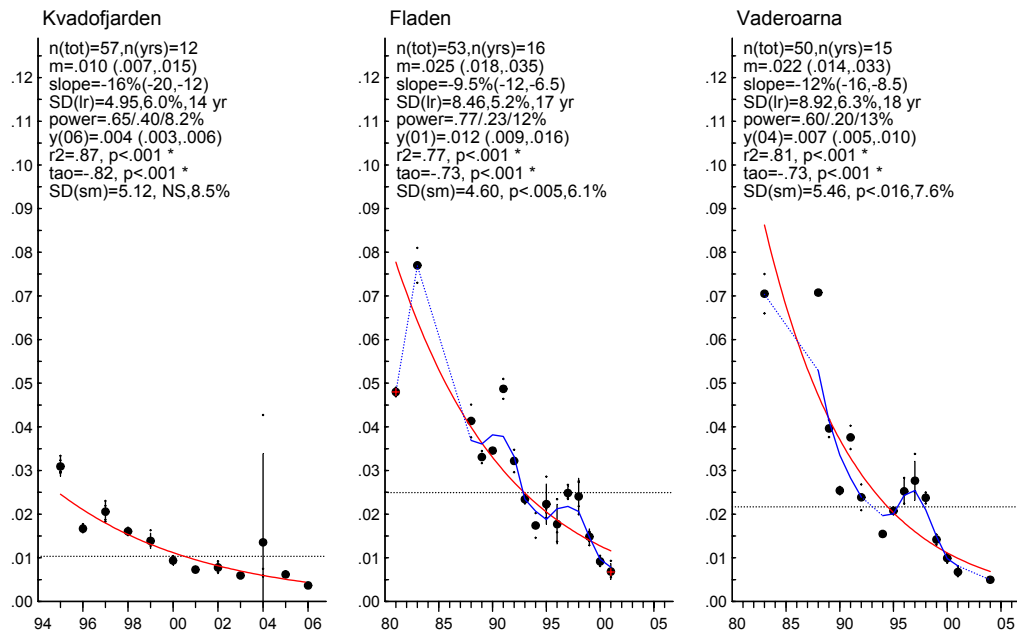 Kvadofjarden
n(tot)=57,n(yrs)=12
m=.010 (.007,.015)
slope=-16%(-20,-12)
SD(lr)=4.95,6.0%,14 yr
power=.65/.40/8.2%
y(06)=.004 (.003,.006)
r2=.87, p<.001 *
tao=-.82, p<.001 *
SD(sm)=5.12, NS,8.5%
.12
.11
.10
.09
.08
.07
.06
.05
.04
.03
.02
.01
.00
94 96 98 00 02 04 06
Fladen
n(tot)=53,n(yrs)=16
m=.025 (.018,.035)
slope=-9.5%(-12,-6.5)
SD(lr)=8.46,5.2%,17 yr
power=.77/.23/12%
y(01)=.012 (.009,.016)
r2=.77, p<.001 *
tao=-.73, p<.001 *
SD(sm)=4.60, p<.005,6.1%
.12
.11
.10
.09
.08
.07
.06
.05
.04
.03
.02
.01
.00
80 85 90 95 00 05
Vaderoarna
n(tot)=50,n(yrs)=15
m=.022 (.014,.033)
slope=-12%(-16,-8.5)
SD(lr)=8.92,6.3%,18 yr
power=.60/.20/13%
y(04)=.007 (.005,.010)
r2=.81, p<.001 *
tao=-.73, p<.001 *
SD(sm)=5.46, p<.016,7.6%
.12
.11
.10
.09
.08
.07
.06
.05
.04
.03
.02
.01
.00
80 85 90 95 00 05